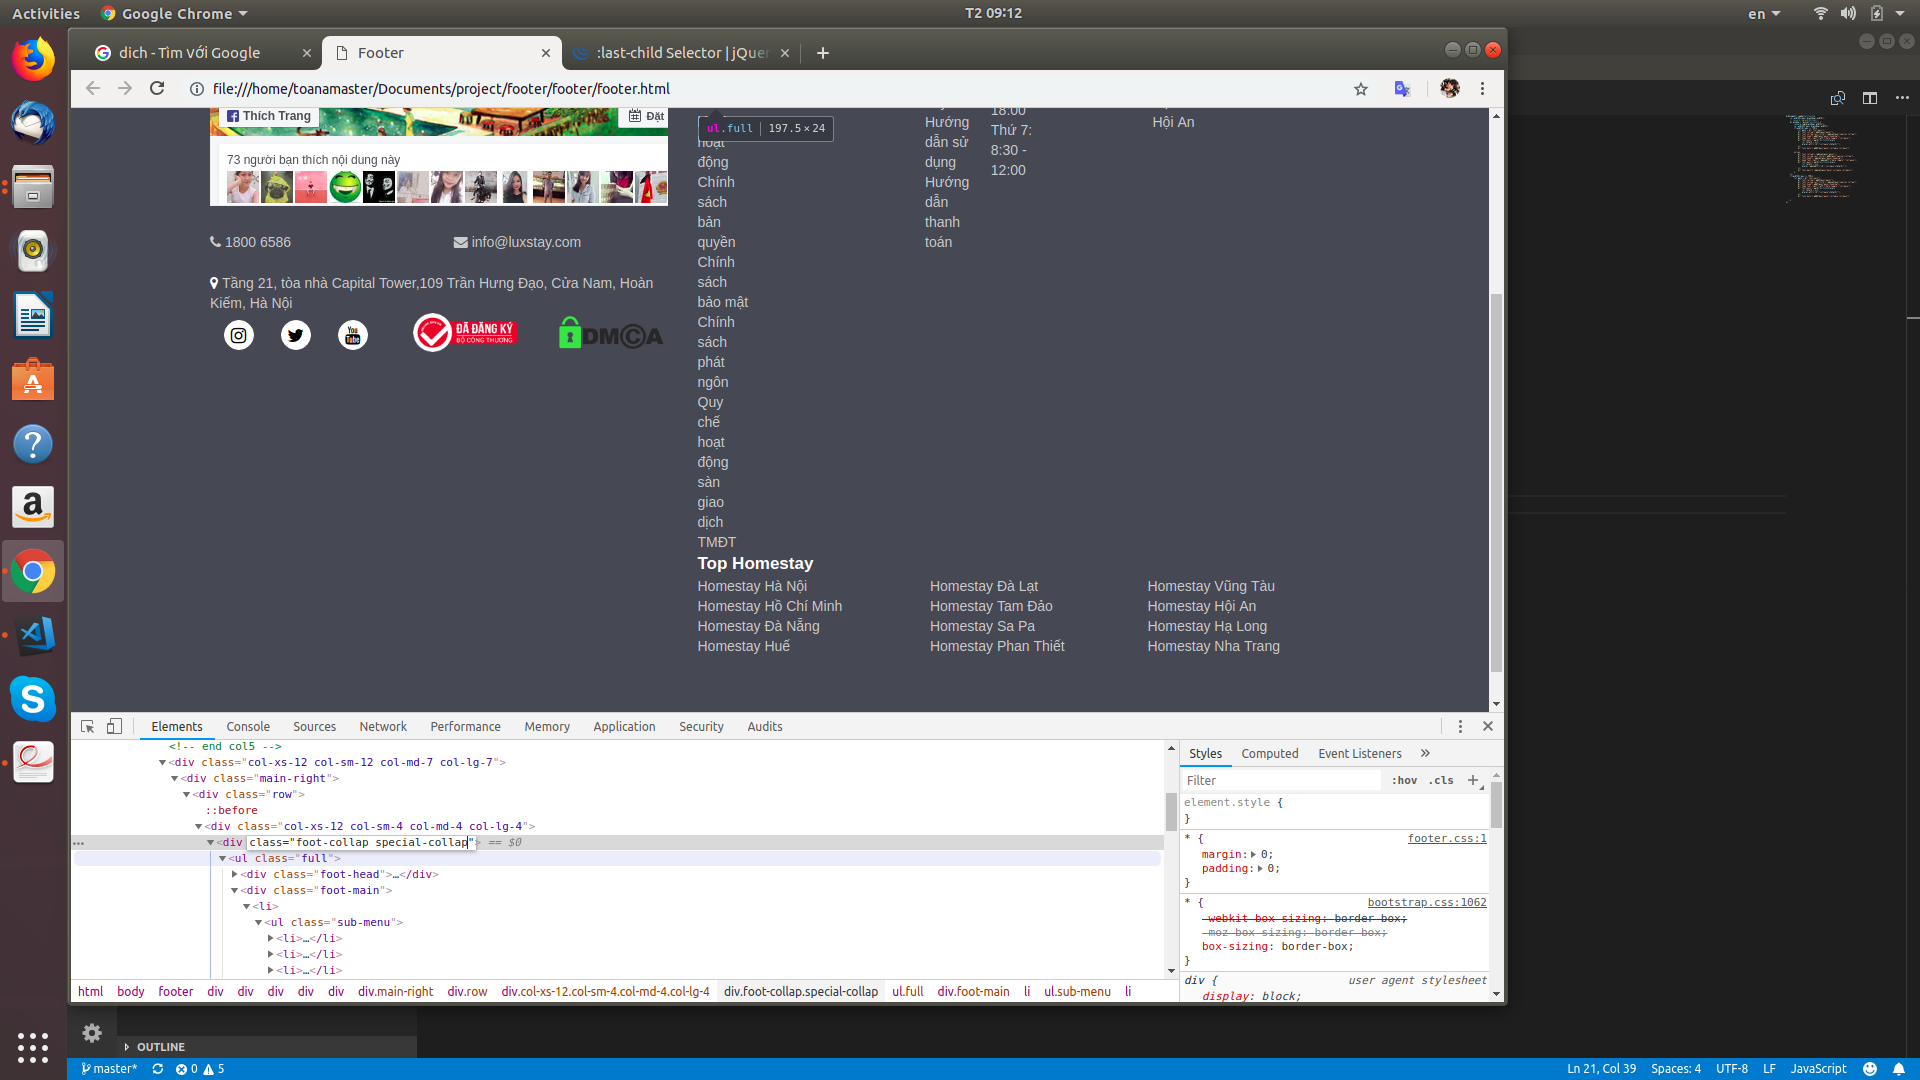 Activities
Google Chrome
T2 09:12
en
dich - Tìm với Google
Footer
:last-child Selector | jQuer
file:///home/toanamaster/Documents/project/footer/footer/footer.html
Thích Trang
Đặt
73 người bạn thích nội dung này
1800 6586
info@luxstay.com
Tầng 21, tòa nhà Capital Tower,109 Trần Hưng Đạo, Cửa Nam, Hoàn
Kiếm, Hà Nội
You
Tube
ĐÃ ĐĂNG KÝ
BỘ CÔNG THƯƠNG
DMCA
ul.full
197.5 × 24
hoạt
động
Chính
sách
bản
quyền
Chính
sách
bảo mật
Chính
sách
phát
ngôn
Quy
chế
hoạt
động
sàn
giao
dịch
TMĐT
Hướng
dẫn sử
dụng
Hướng
dẫn
thanh
toán
18:00
Thứ 7:
8:30 -
12:00
Hội An
Top Homestay
Homestay Hà Nội
Homestay Đà Lạt
Homestay Vũng Tàu
Homestay Hồ Chí Minh
Homestay Tam Đảo
Homestay Hội An
Homestay Đà Nẵng
Homestay Sa Pa
Homestay Hạ Long
Homestay Huế
Homestay Phan Thiết
Homestay Nha Trang
Elements
Console
Sources
Network
Performance
Memory
Application
Security
Audits
<!-- end col5 -->
<div class="col-xs-12 col-sm-12 col-md-7 col-lg-7">
<div class="main-right">
<div class="row">
::before
<div class="col-xs-12 col-sm-4 col-md-4 col-lg-4">
<div class="foot-collap special-collap"> == $0
<ul class="full">
<div class="foot-head">…</div>
<div class="foot-main">
<li>
<ul class="sub-menu">
<li>…</li>
<li>…</li>
<li>…</li>
html body footer div div div div div div.main-right div.row div.col-xs-12.col-sm-4.col-md-4.col-lg-4 div.foot-collap.special-collap ul.full div.foot-main li ul.sub-menu li
Styles
Computed
Event Listeners
»
Filter
:hov
.cls
element.style {
}
* {
footer.css:1
margin: 0;
padding: 0;
}
* {
bootstrap.css:1062
-webkit-box-sizing: border-box;
-moz-box-sizing: border-box;
box-sizing: border-box;
}
div {
user agent stylesheet
display: block;
OUTLINE
master*
0
5
Ln 21, Col 39
Spaces: 4
UTF-8
LF
JavaScript